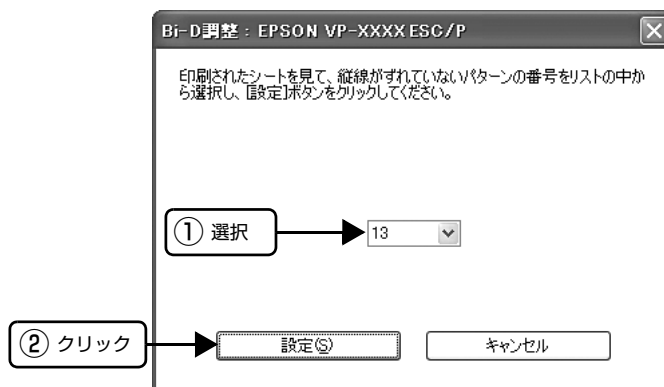 Bi-D調整 : EPSON VP-XXXX ESC/P
印刷されたシートを見て、縦線がずれていないパターンの番号をリストの中か
ら選択し、[設定]ボタンをクリックしてください。
① 選択
13
② クリック
設定(S)
キャンセル